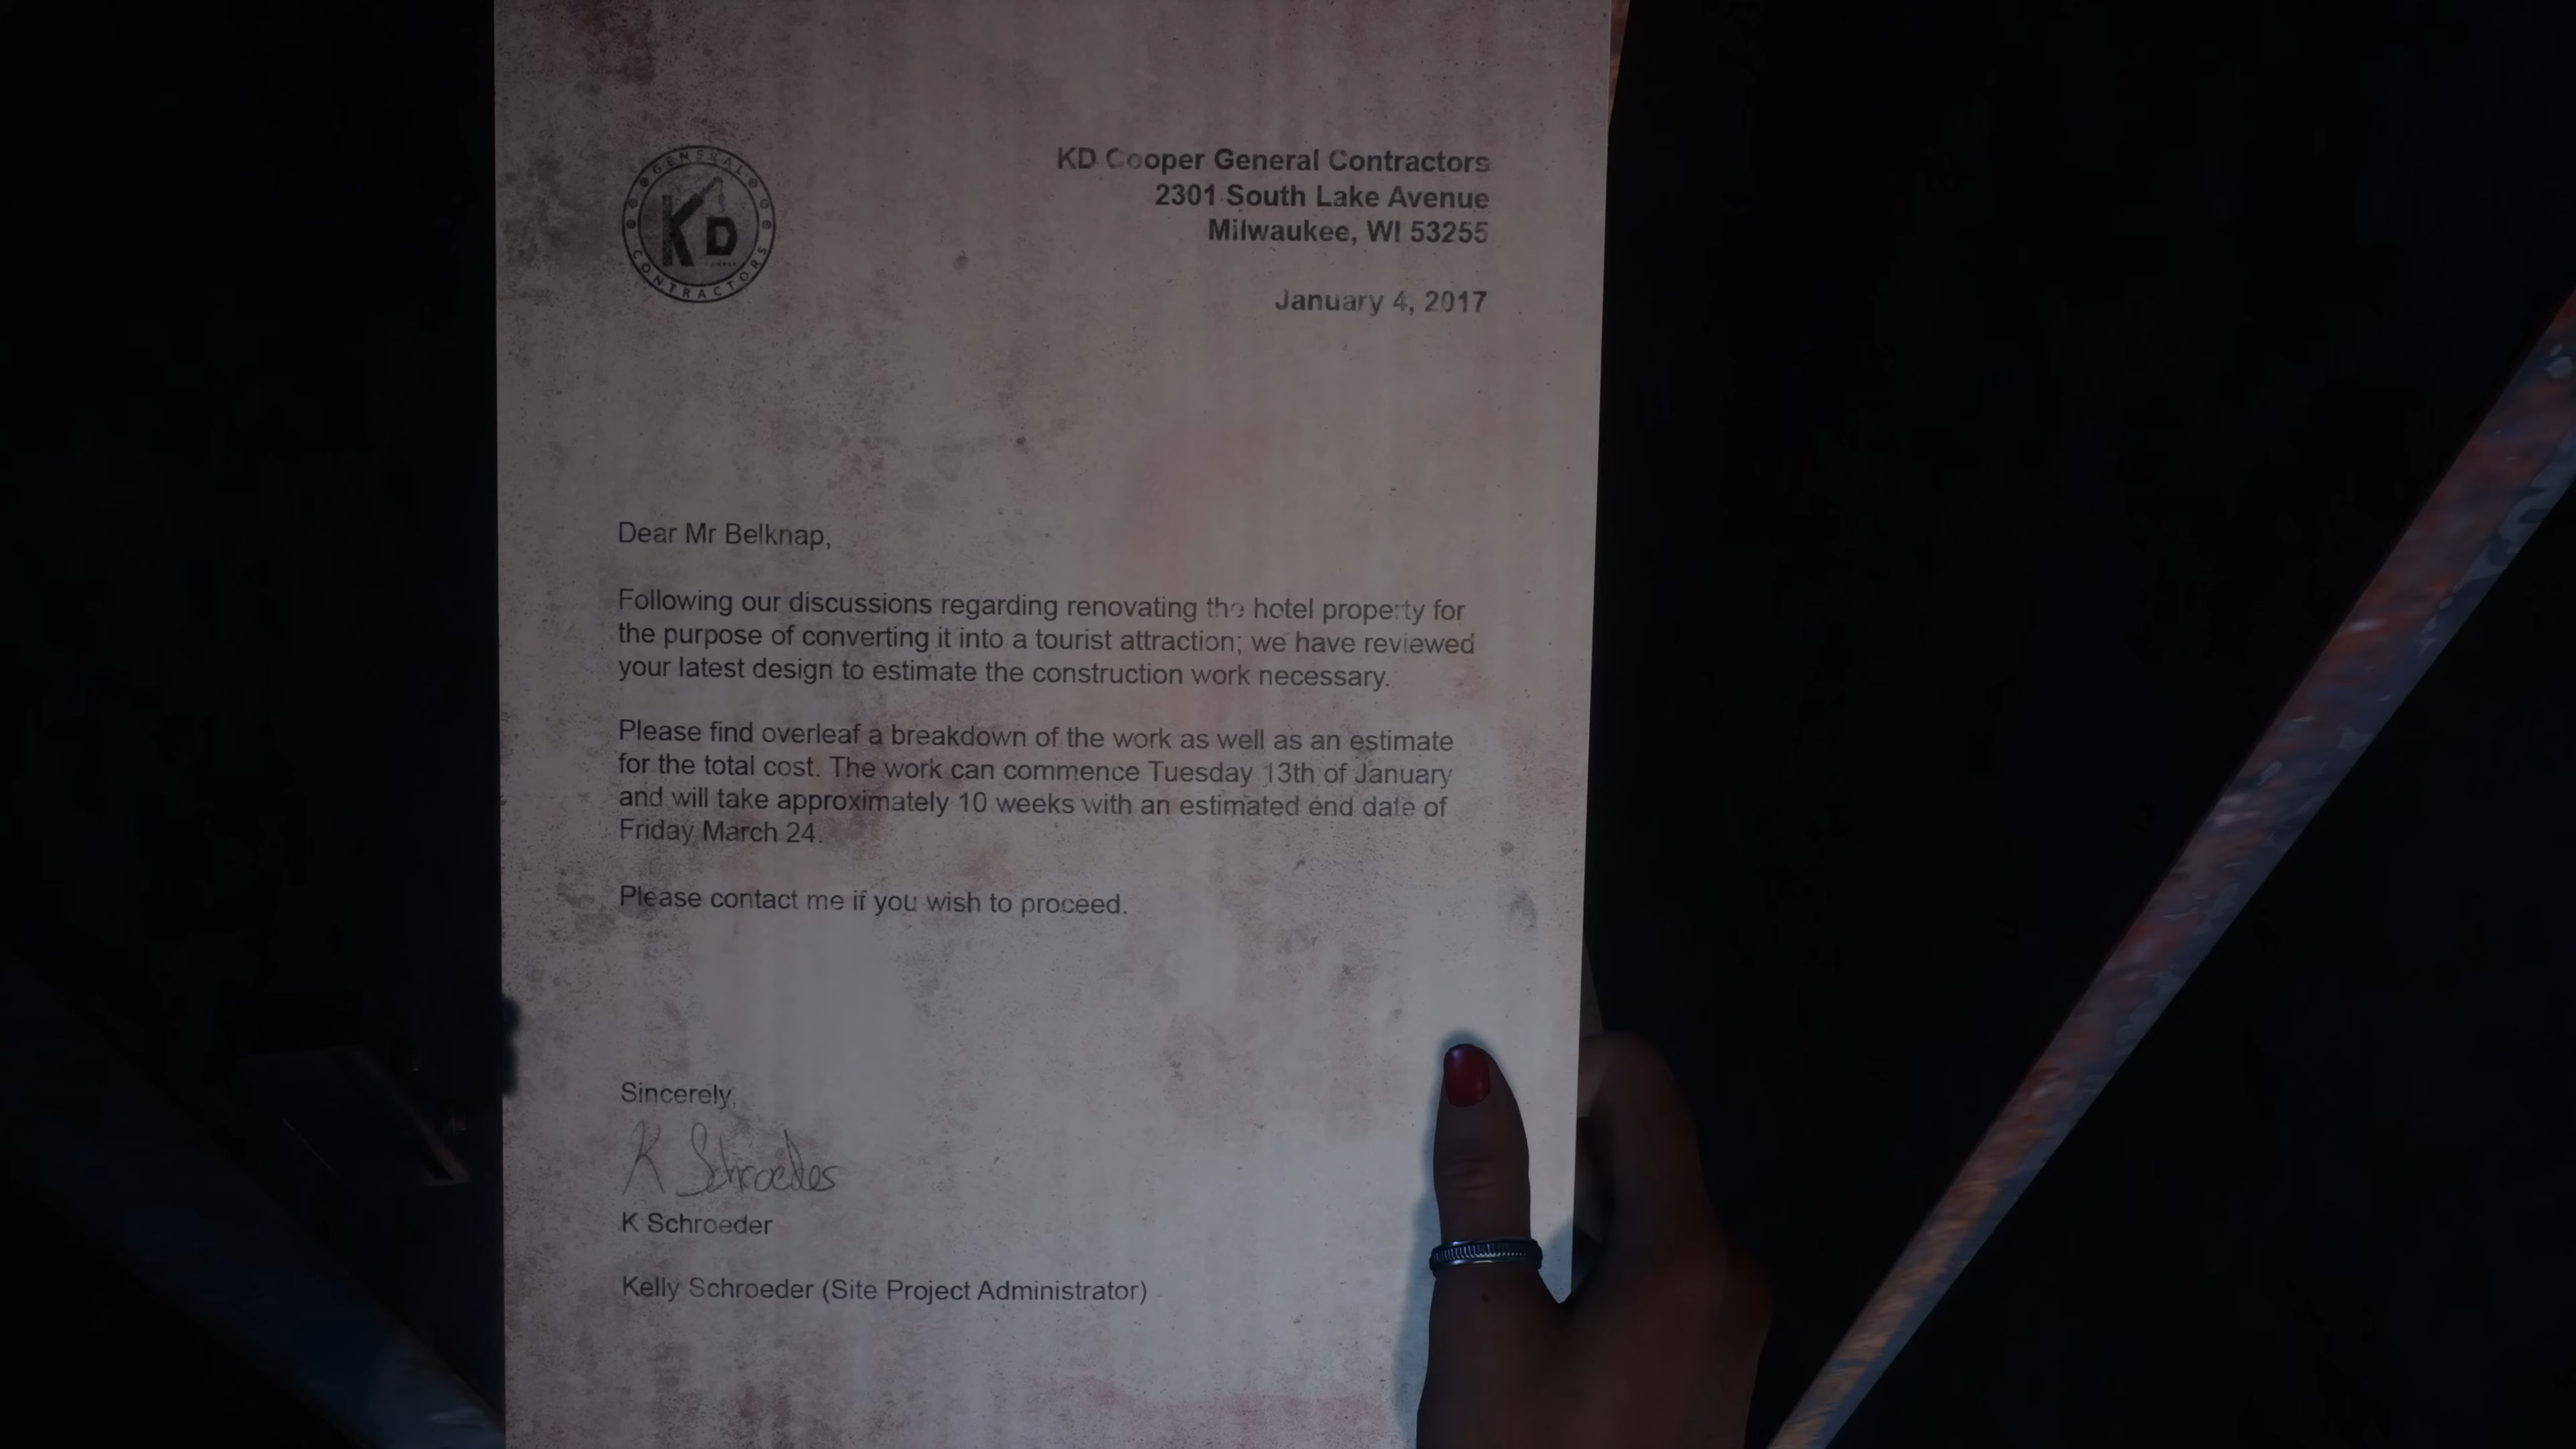 GENERAL
KD
CONTRACTORS
KD Cooper General Contractors
2301 South Lake Avenue
Milwaukee, WI 53255
January 4, 2017
Dear Mr Belknap,
Following our discussions regarding renovating the hotel property for
the purpose of converting it into a tourist attraction; we have reviewed
your latest design to estimate the construction work necessary.
Please find overleaf a breakdown of the work as well as an estimate
for the total cost. The work can commence Tuesday 13th of January
and will take approximately 10 weeks with an estimated end date of
Friday March 24.
Please contact me if you wish to proceed.
Sincerely,
K Schroeder
K Schroeder
Kelly Schroeder (Site Project Administrator)